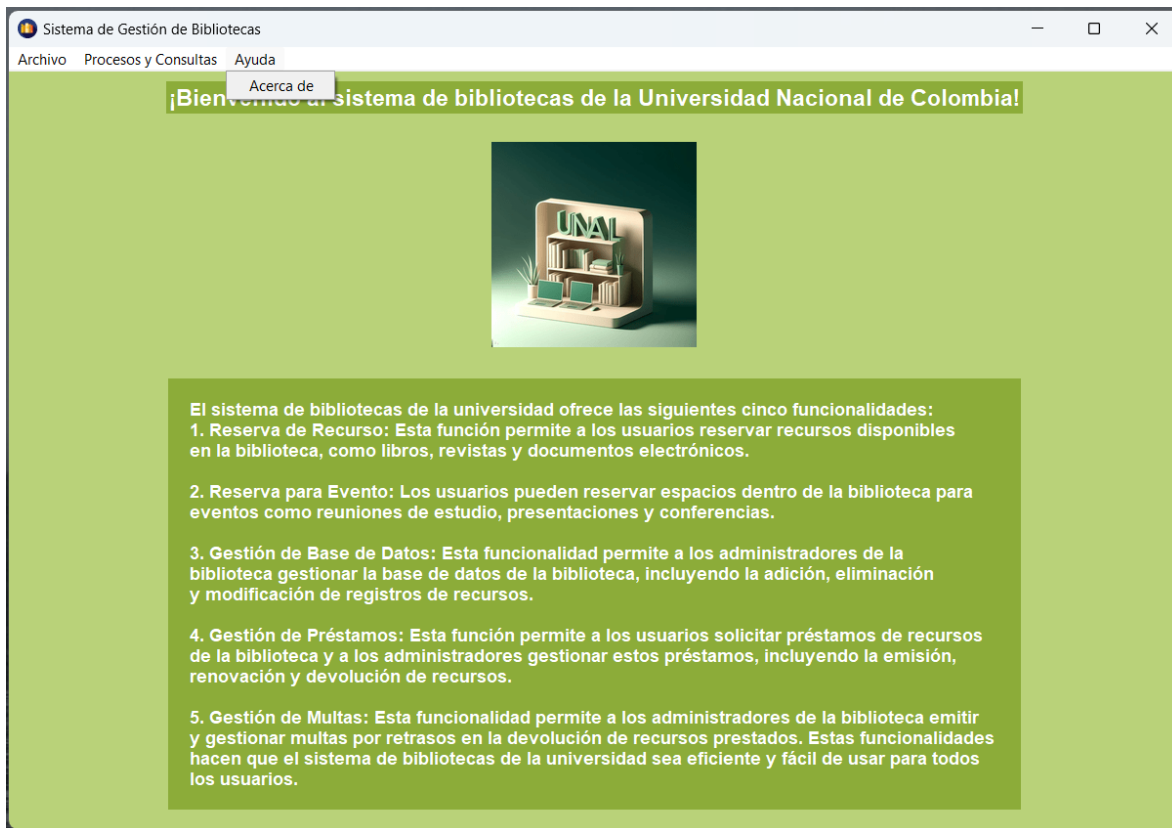 Sistema de Gestión de Bibliotecas
Archivo Procesos y Consultas Ayuda
Acerca de
sistema de bibliotecas de la Universidad Nacional de Colombia!
UNAL
El sistema de bibliotecas de la universidad ofrece las siguientes cinco funcionalidades:
1. Reserva de Recurso: Esta función permite a los usuarios reservar recursos disponibles
en la biblioteca, como libros, revistas y documentos electrónicos.
2. Reserva para Evento: Los usuarios pueden reservar espacios dentro de la biblioteca para
eventos como reuniones de estudio, presentaciones y conferencias.
3. Gestión de Base de Datos: Esta funcionalidad permite a los administradores de la
biblioteca gestionar la base de datos de la biblioteca, incluyendo la adición, eliminación
y modificación de registros de recursos.
4. Gestión de Préstamos: Esta función permite a los usuarios solicitar préstamos de recursos
de la biblioteca y a los administradores gestionar estos préstamos, incluyendo la emisión,
renovación y devolución de recursos.
5. Gestión de Multas: Esta funcionalidad permite a los administradores de la biblioteca emitir
y gestionar multas por retrasos en la devolución de recursos prestados. Estas funcionalidades
hacen que el sistema de bibliotecas de la universidad sea eficiente y fácil de usar para todos
los usuarios.